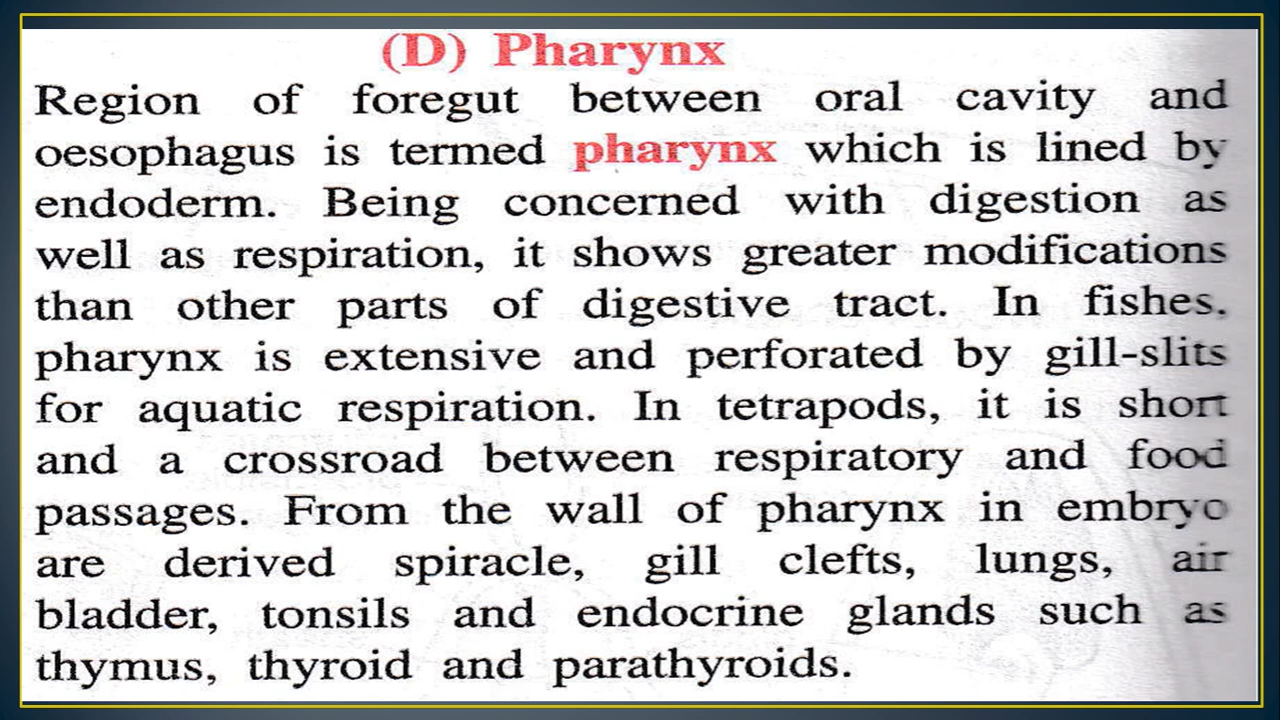 (D) Pharynx
Region of foregut between oral cavity and
oesophagus is termed pharynx which is lined by
endoderm. Being concerned with digestion as
well as respiration, it shows greater modifications
than other parts of digestive tract. In fishes,
pharynx is extensive and perforated by gill-slits
for aquatic respiration. In tetrapods, it is short
and a crossroad between respiratory and food
passages. From the wall of pharynx in embryo
are derived spiracle, gill clefts, lungs, air
bladder, tonsils and endocrine glands such as
thymus, thyroid and parathyroids.